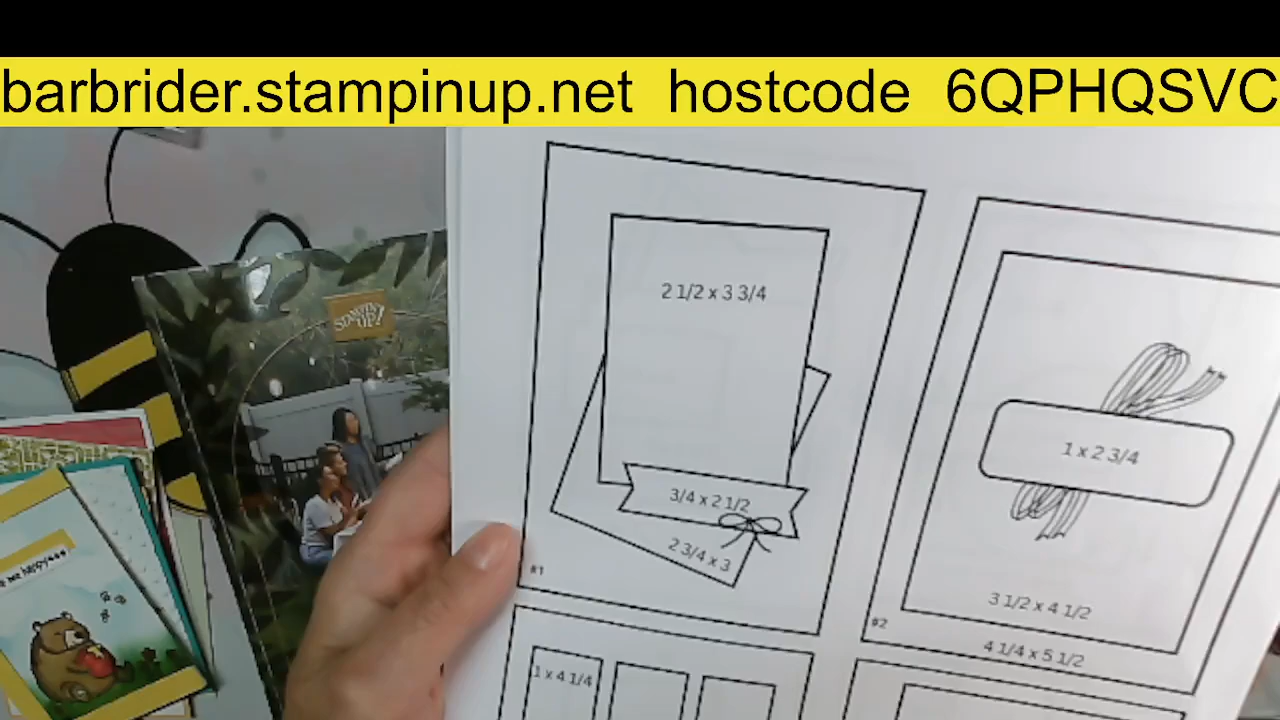 barbrider.stampinup.net hostcode 6QPHQSVC
STAMPIN' UP!
2 1/2 x 3 3/4
3/4 x 2 1/2
2 3/4 x 3
#1
1 x 2 3/4
3 1/2 x 4 1/2
#2
4 1/4 x 5 1/2
1 x 4 1/4